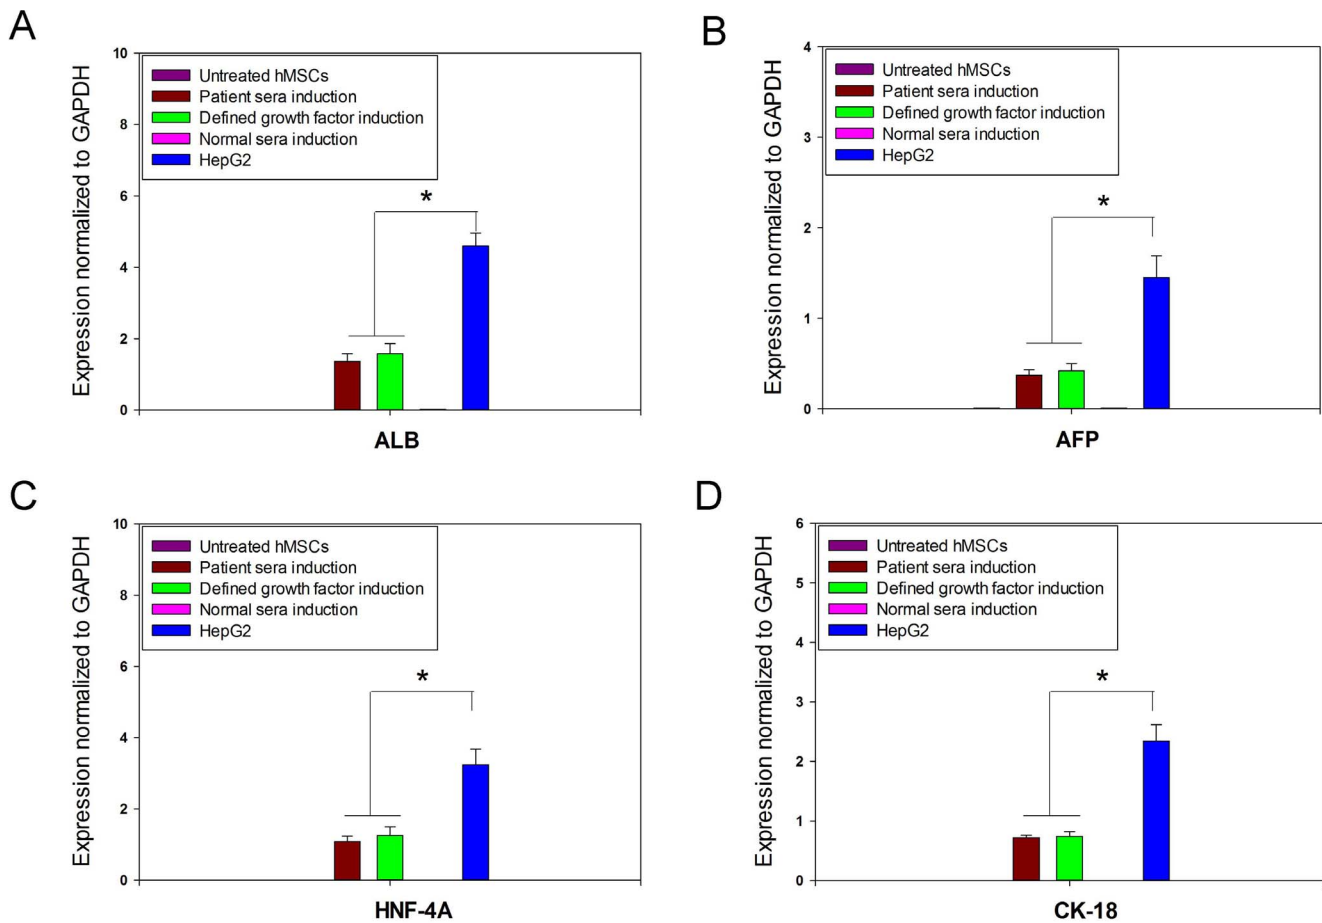 A
Expression normalized to GAPDH
10
8
6
4
2
0
Untreated hMSCs
Patient sera induction
Defined growth factor induction
Normal sera induction
HepG2
*
ALB
B
Expression normalized to GAPDH
4
3
2
1
0
Untreated hMSCs
Patient sera induction
Defined growth factor induction
Normal sera induction
HepG2
*
AFP
C
Expression normalized to GAPDH
10
8
6
4
2
0
Untreated hMSCs
Patient sera induction
Defined growth factor induction
Normal sera induction
HepG2
*
HNF-4A
D
Expression normalized to GAPDH
6
5
4
3
2
1
0
Untreated hMSCs
Patient sera induction
Defined growth factor induction
Normal sera induction
HepG2
*
CK-18